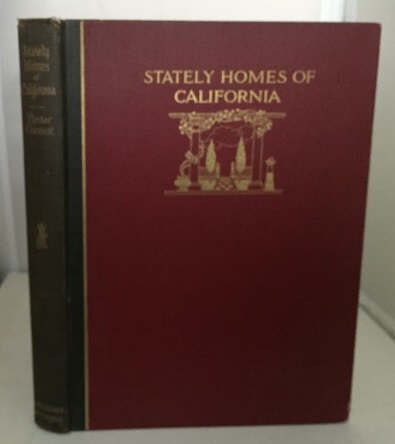 STATELY HOMES OF
CALIFORNIA
Stately
Homes
of
California
Porter
Garnett